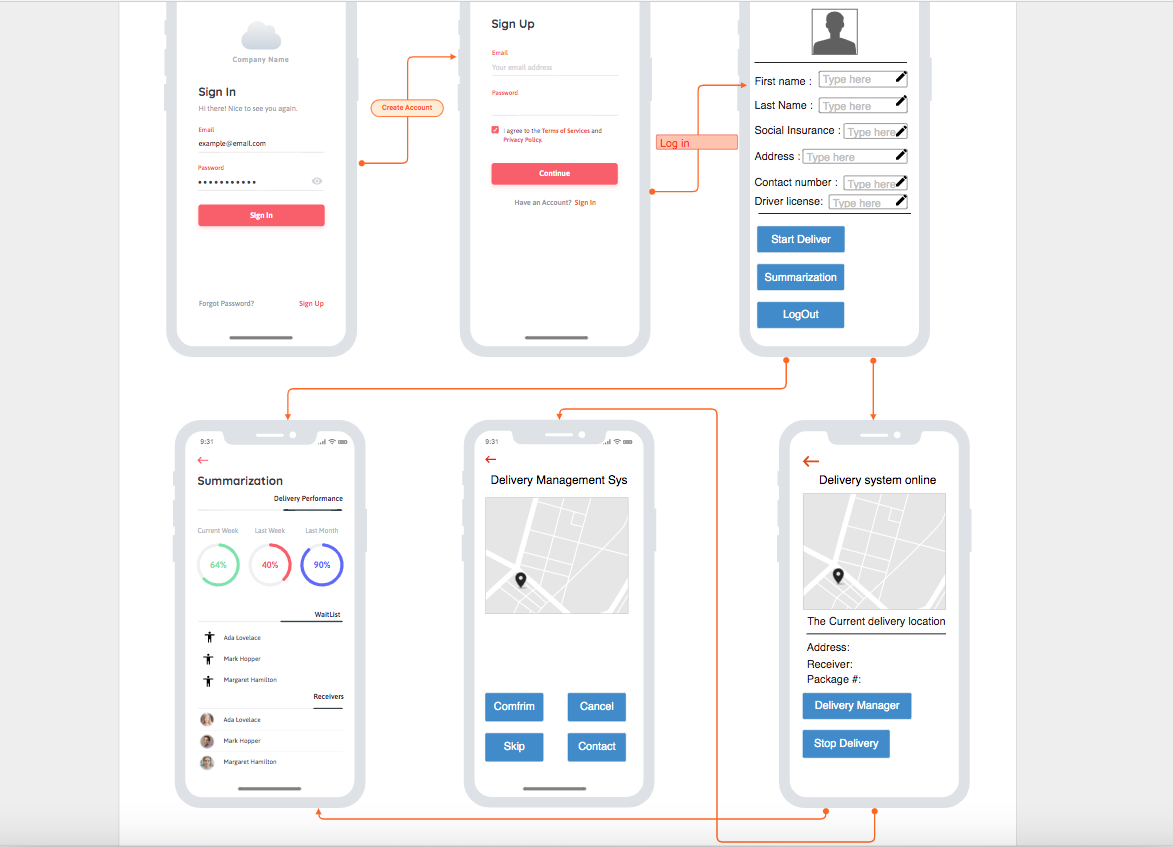 Company Name
Sign In
Hi there! Nice to see you again.
Email
example@email.com
Password
Sign In
Forgot Password?
Sign Up
Create Account
Sign Up
Email
Your email address
Password
I agree to the Terms of Services and
Privacy Policy.
Continue
Have an Account? Sign In
Log in
First name : Type here
Last Name : Type here
Social Insurance : Type here
Address : Type here
Contact number : Type here
Driver license: Type here
Start Deliver
Summarization
LogOut
9:31
Summarization
Delivery Performance
Current Week Last Week Last Month
64% 40% 90%
WaitList
Ada Lovelace
Mark Hopper
Margaret Hamilton
Receivers
Ada Lovelace
Mark Hopper
Margaret Hamilton
9:31
Delivery Management Sys
Comfrim Cancel
Skip Contact
Delivery system online
The Current delivery location
Address:
Receiver:
Package #:
Delivery Manager
Stop Delivery